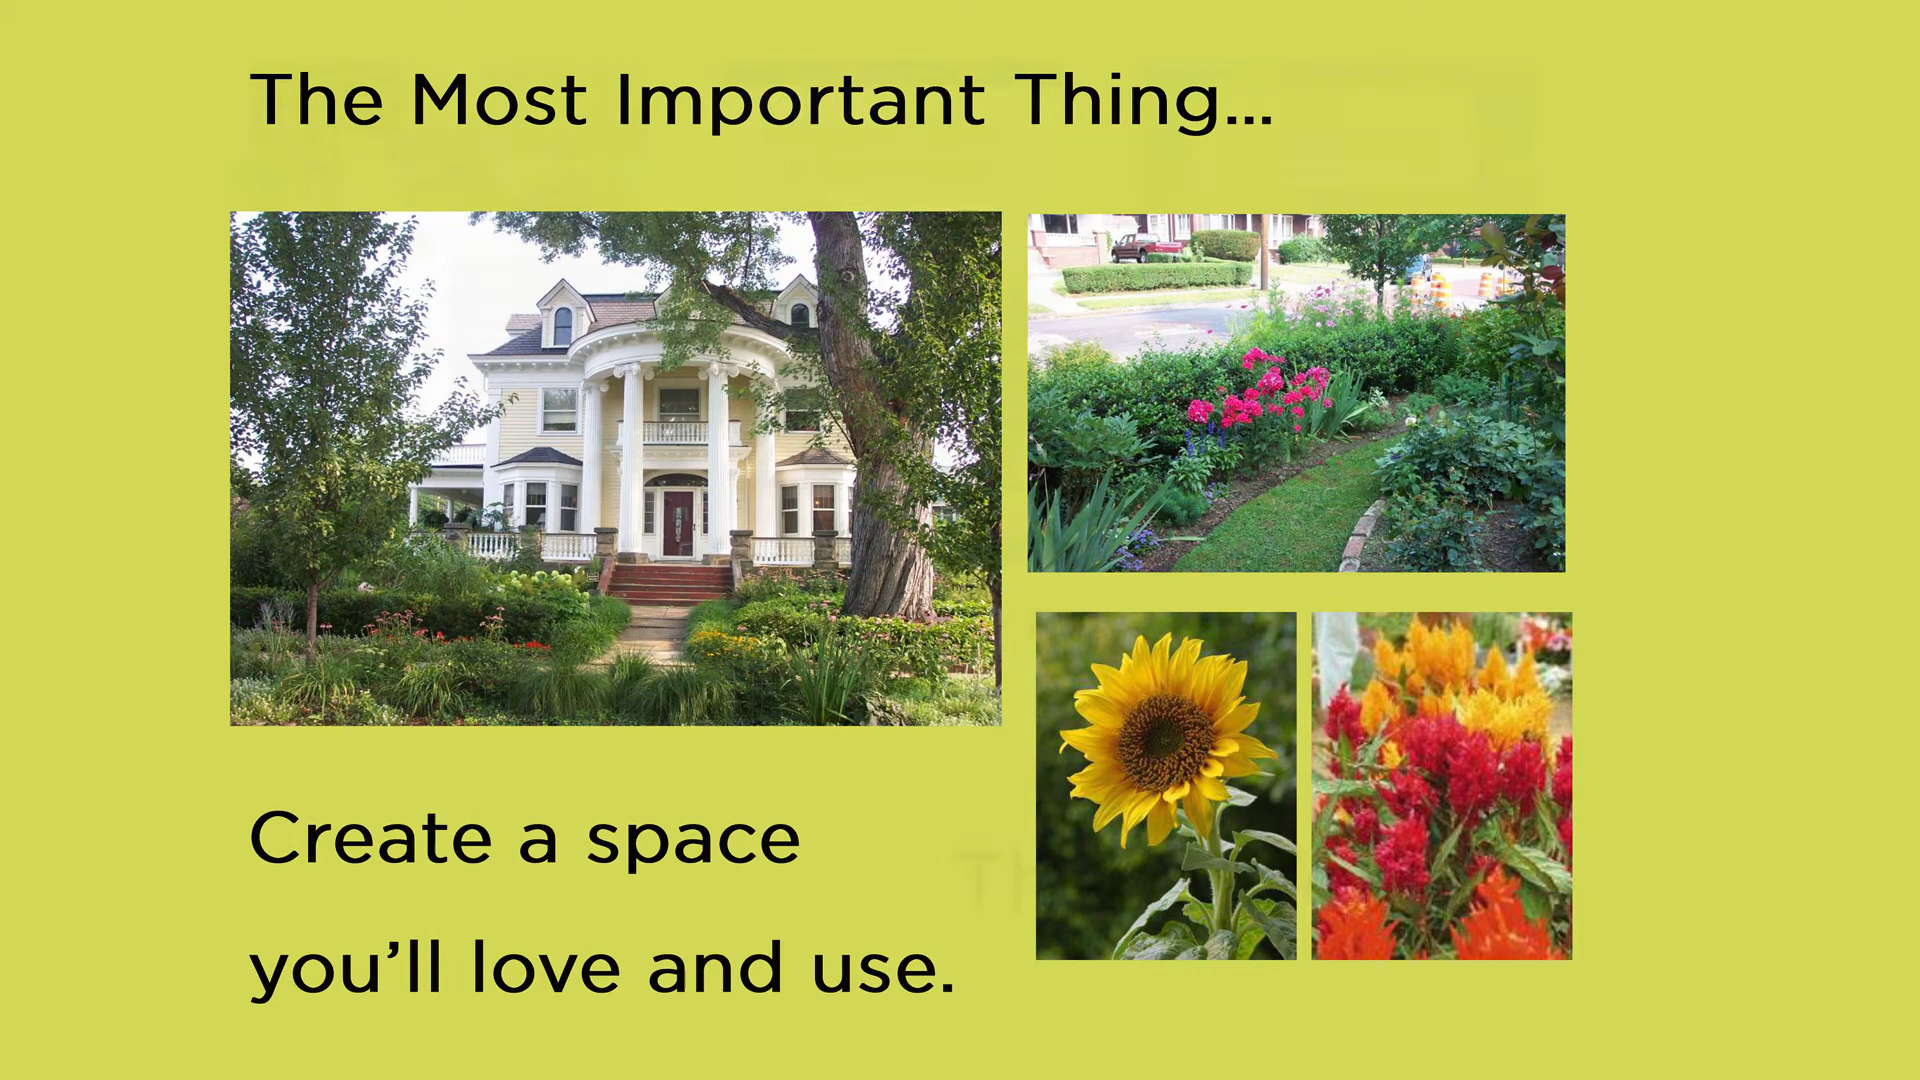 The Most Important Thing...
Create a space
you’ll love and use.